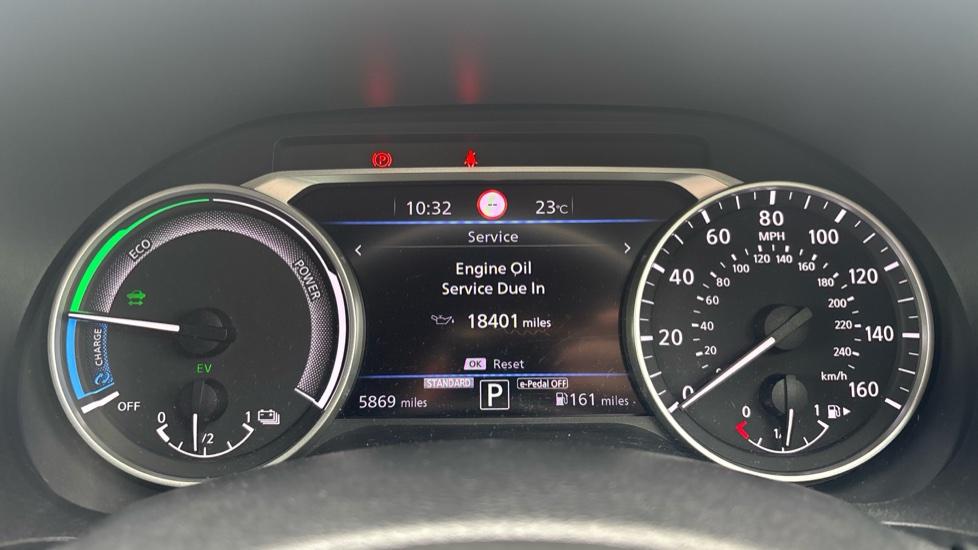 10:32 -- 23°C
‹ Service ›
Engine Oil
Service Due In
18401 miles
OK Reset
STANDARD P e-Pedal OFF
5869 miles 161 miles
ECO POWER
CHARGE
EV
OFF
0 1/2 1
0 20 40 60 80 100 120 140 160
MPH
20 40 60 80 100 120 140 160 180 200 220 240
km/h
0 1 1
P